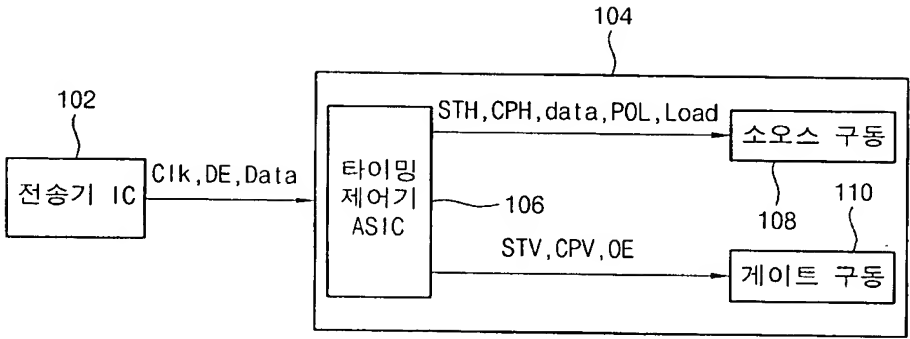 104
102
STH,CPH,data,POL,Load
소오스 구동
전송기 IC
Clk,DE,Data
타이밍
제어기
ASIC
106
108
110
STV,CPV,OE
게이트 구동